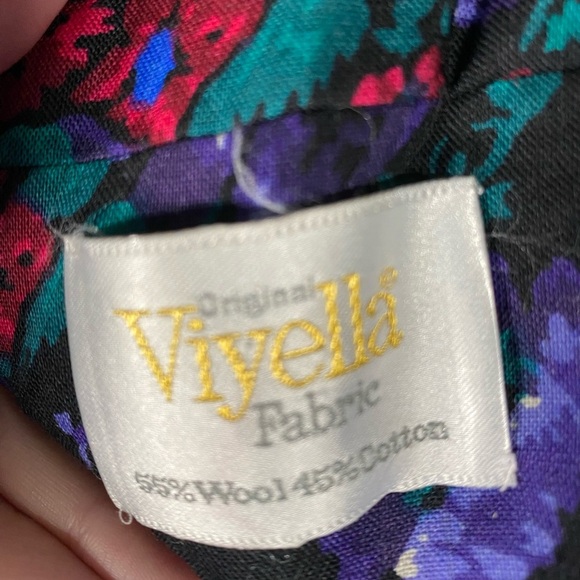 Original
Viyella®
Fabric
55% Wool 45% Cotton